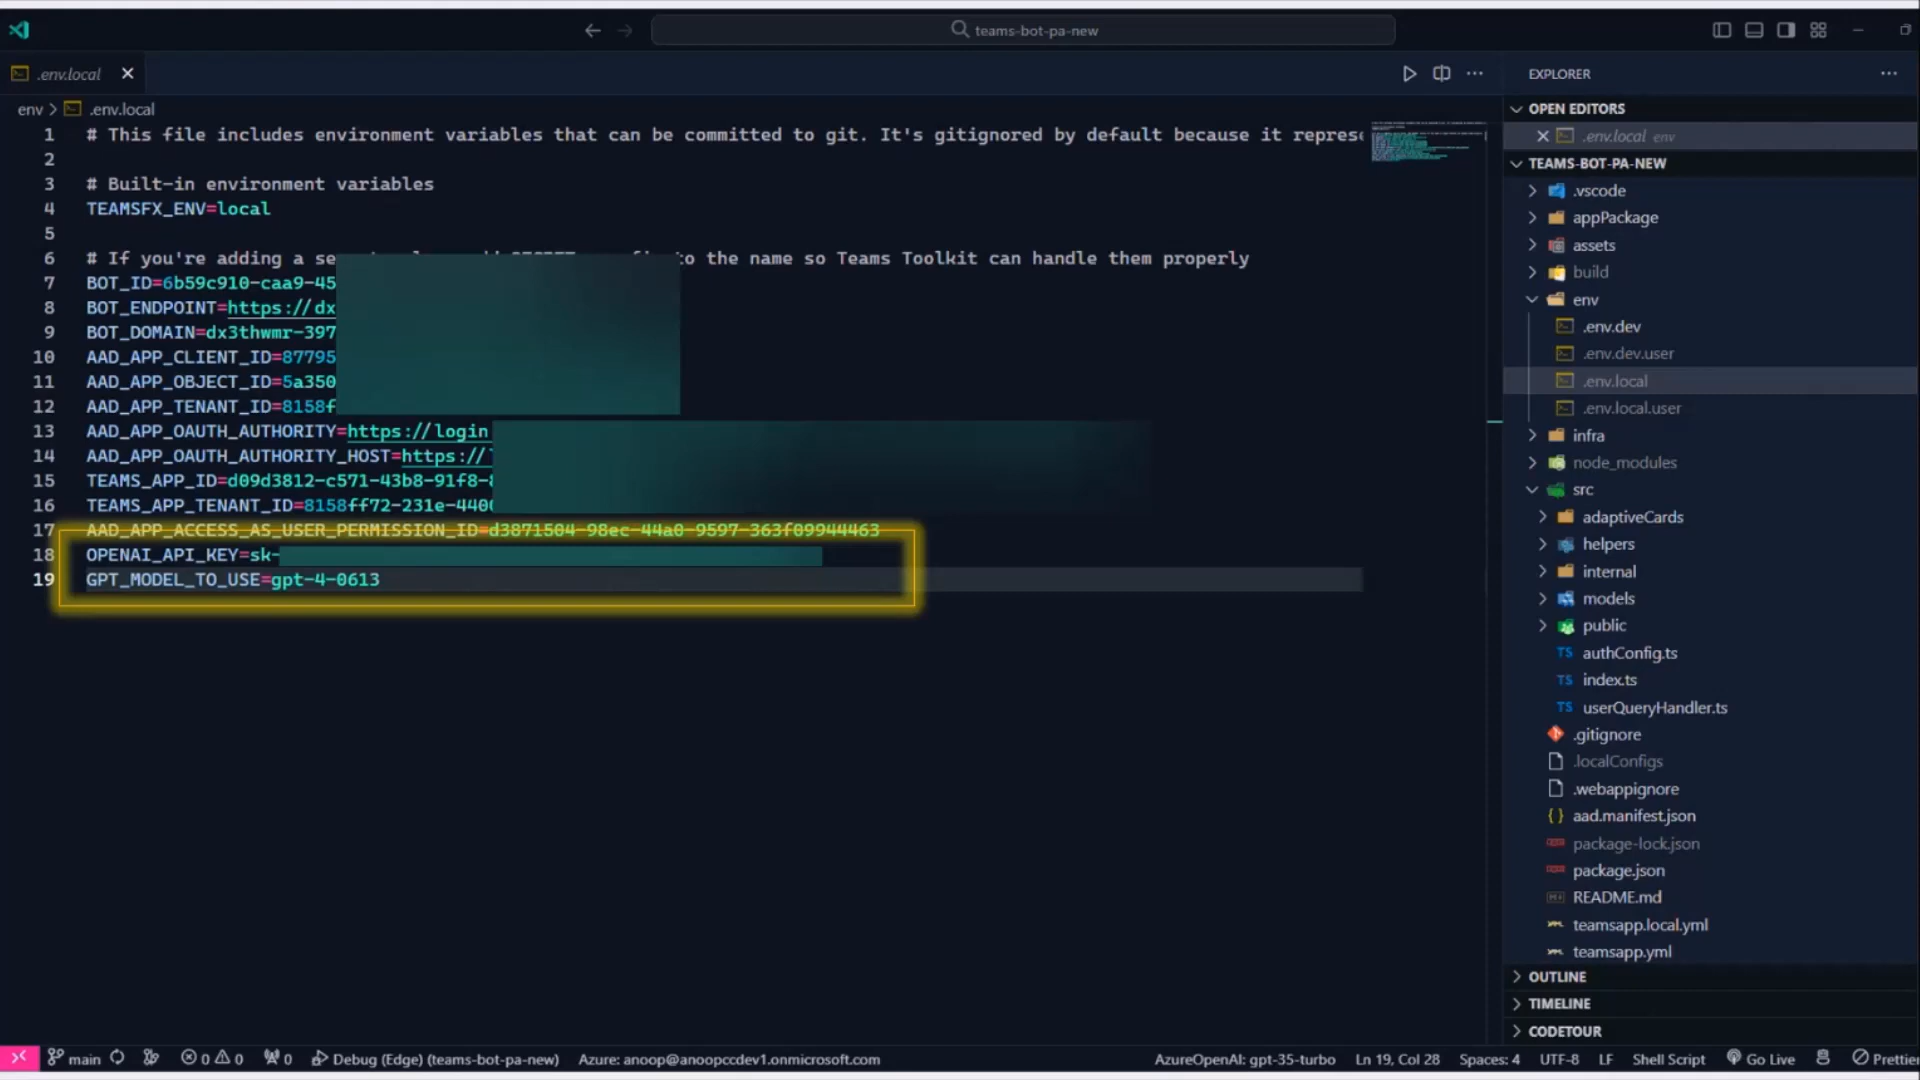 teams-bot-pa-new
.env.local
EXPLORER
env > .env.local
OPEN EDITORS
1 # This file includes environment variables that can be committed to git. It's gitignored by default because it repres
.env.local env
2
TEAMS-BOT-PA-NEW
3 # Built-in environment variables
.vscode
4 TEAMSFX_ENV=local
appPackage
5
assets
6 # If you're adding a se to the name so Teams Toolkit can handle them properly
build
7 BOT_ID=6b59c910-caa9-45
env
8 BOT_ENDPOINT=https://dx
.env.dev
9 BOT_DOMAIN=dx3thwmr-397
.env.dev.user
10 AAD_APP_CLIENT_ID=87795
.env.local
11 AAD_APP_OBJECT_ID=5a350
.env.local.user
12 AAD_APP_TENANT_ID=8158f
infra
13 AAD_APP_OAUTH_AUTHORITY=https://login
node_modules
14 AAD_APP_OAUTH_AUTHORITY_HOST=https://
src
15 TEAMS_APP_ID=d09d3812-c571-43b8-91f8-
adaptiveCards
16 TEAMS_APP_TENANT_ID=8158ff72-231e-440
helpers
17 AAD_APP_ACCESS_AS_USER_PERMISSION_ID=d3871504-98ec-44a0-9597-363f09944463
internal
18 OPENAI_API_KEY=sk-
models
19 GPT_MODEL_TO_USE=gpt-4-0613
public
TS authConfig.ts
TS index.ts
TS userQueryHandler.ts
.gitignore
.localConfigs
.webappignore
{} aad.manifest.json
package-lock.json
package.json
README.md
teamsapp.local.yml
teamsapp.yml
OUTLINE
TIMELINE
CODETOUR
main 0 0 0 Debug (Edge) (teams-bot-pa-new) Azure: anoop@anoopccdev1.onmicrosoft.com AzureOpenAI: gpt-35-turbo Ln 19, Col 28 Spaces: 4 UTF-8 LF Shell Script Go Live Prettier